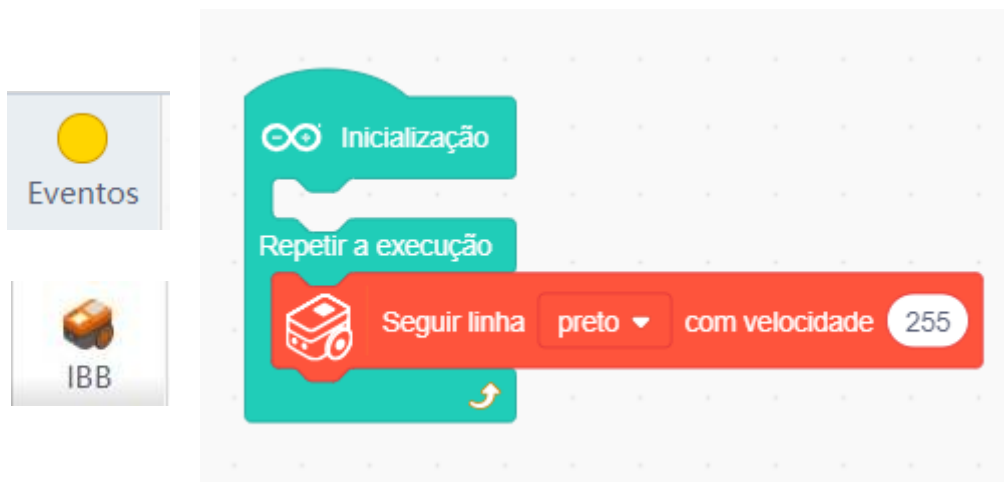 Eventos
IBB
Inicialização
Repetir a execução
Seguir linha preto com velocidade 255